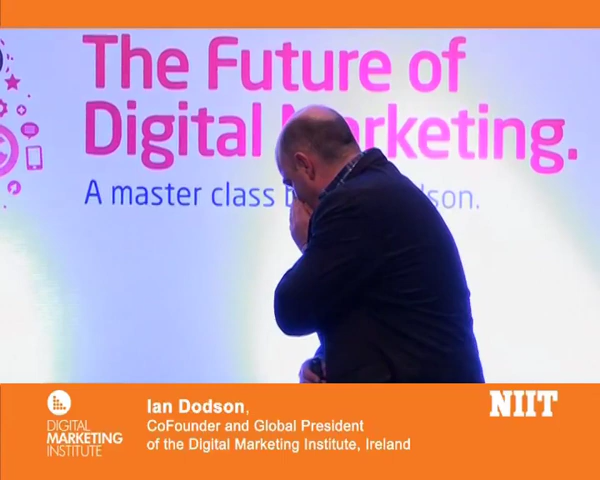 The Future of
Digital Marketing.
A master class dson.
Ian Dodson,
CoFounder and Global President
of the DIgital Marketing Institute, Ireland
DIGITAL
MARKETING
INSTITUTE
NIIT